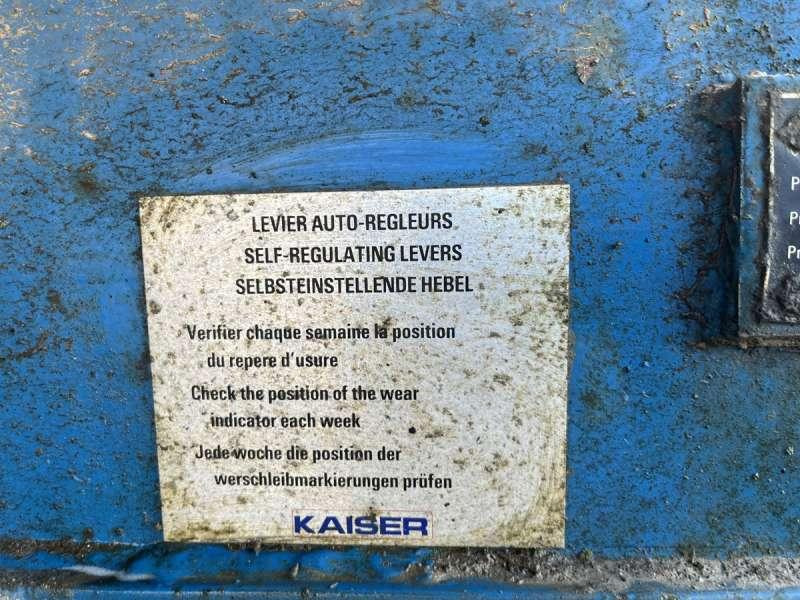 LEVIER AUTO-REGLEURS
SELF-REGULATING LEVERS
SELBSTEINSTELLENDE HEBEL
Verifier chaque semaine la position
du repere d'usure
Check the position of the wear
indicator each week
Jede woche die position der
werschleibmarkierungen prüfen
KAISER